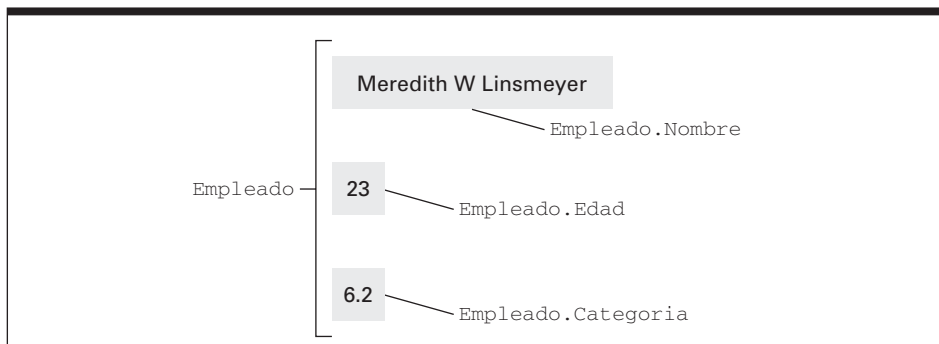 Meredith W Linsmeyer
Empleado.Nombre
Empleado
23
Empleado.Edad
6.2
Empleado.Categoria